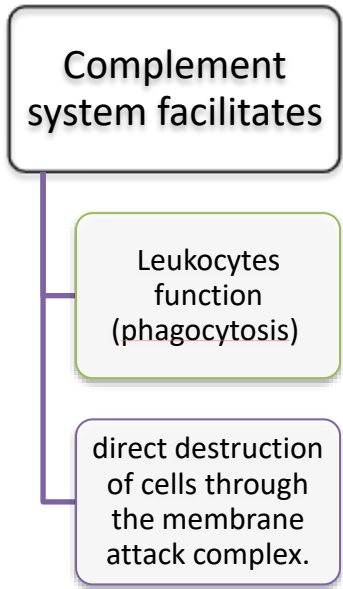 Complement
system facilitates
Leukocytes
function
(phagocytosis)
direct destruction
of cells through
the membrane
attack complex.